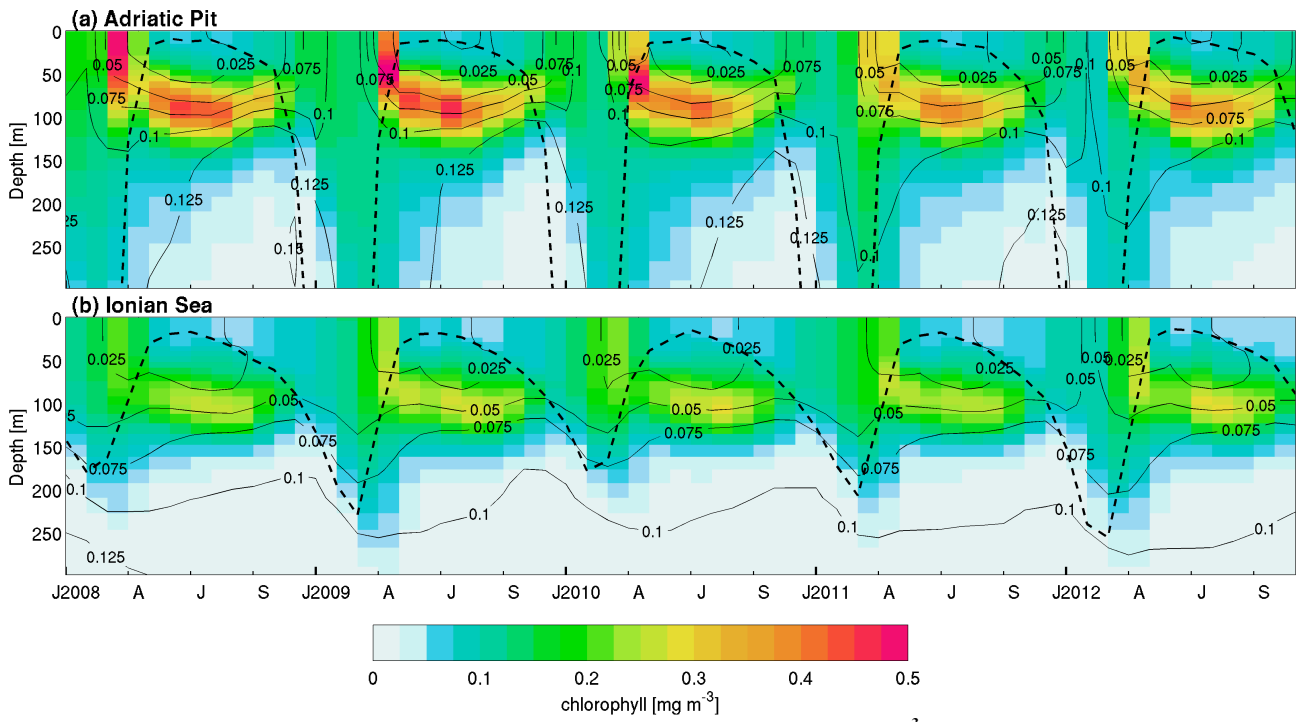 (a) Adriatic Pit
0
50
100
150
200
250
Depth [m]
0.05 0.025 0.075 0.075 0.1 0.1 0.125 0.125 0.15 25
0.075 0.025 0.05 0.1 0.1 0.125 0.125
0.05 0.075 0.025 0.075 0.1 0.1 0.125 0.125
0.05 0.025 0.05 0.075 0.1 0.075 0.1 0.125 0.1
0.05 0.025 0.075 0.1
(b) Ionian Sea
0
50
100
150
200
250
Depth [m]
0.025 0.05 5 0.075 0.075 0.1 0.1 0.125
0.025 0.05 0.075 0.1
0.025 0.025 0.05 0.075 0.1
0.025 0.05 0.05 0.075 0.075 0.1 0.1
0.05 0.025 0.05 0.075 0.1
J2008 A J S J2009 A J S J2010 A J S J2011 A J S J2012 A J S
0 0.1 0.2 0.3 0.4 0.5
chlorophyll [mg m⁻³]